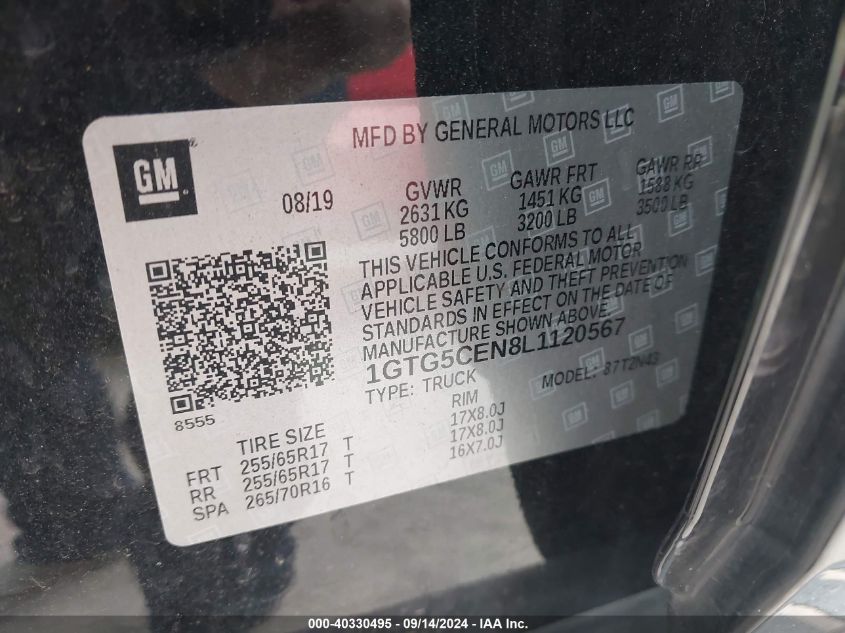 MFD BY GENERAL MOTORS LLC
GM
08/19
GVWR
2631 KG
5800 LB
GAWR FRT
1451 KG
3200 LB
GAWR RR
1588 KG
3500 LB
THIS VEHICLE CONFORMS TO ALL
APPLICABLE U.S. FEDERAL MOTOR
VEHICLE SAFETY AND THEFT PREVENTION
STANDARDS IN EFFECT ON THE DATE OF
MANUFACTURE SHOWN ABOVE.
1GTG5CEN8L1120567
TYPE: TRUCK
MODEL: 87T2N43
8555
TIRE SIZE RIM
FRT 255/65R17 T 17X8.0J
RR 255/65R17 T 17X8.0J
SPA 265/70R16 T 16X7.0J
000-40330495 - 09/14/2024 - IAA Inc.